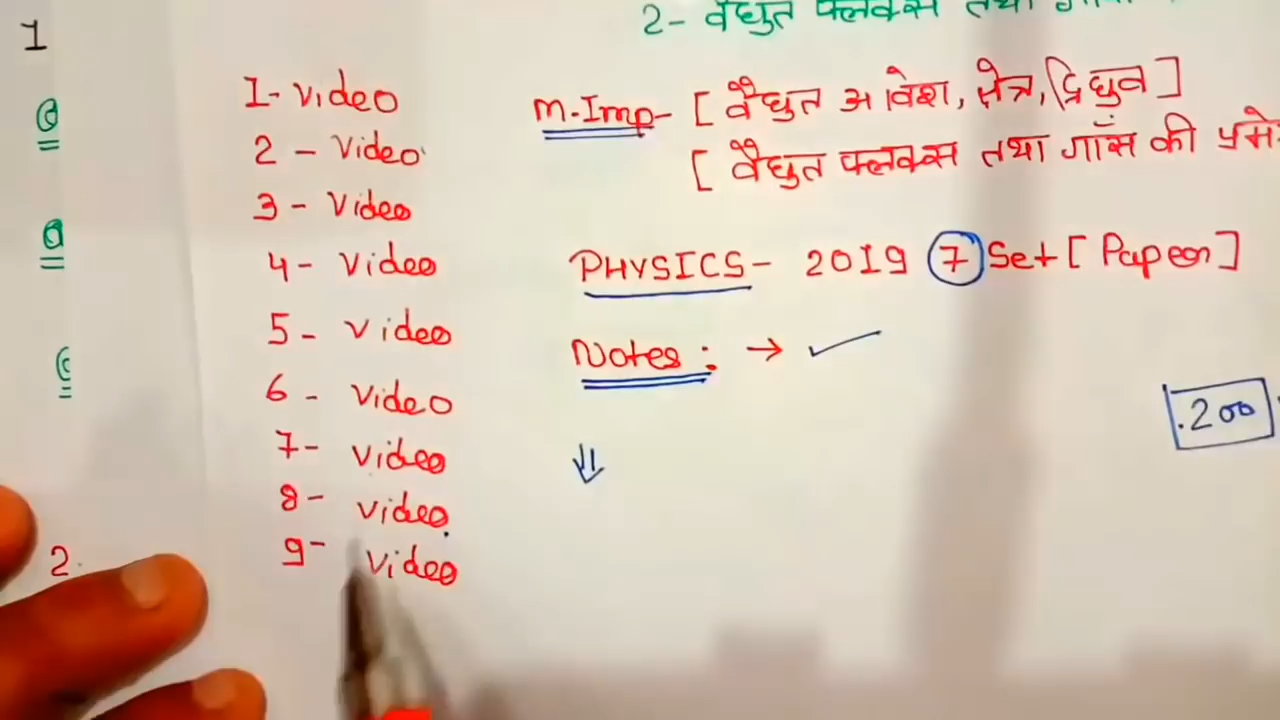 1
2- वैद्युत फ्लक्स तथा
1- Video
2 - Video
3 - Video
4 - Video
5 - Video
6 - Video
7- Video
8- Video
9- Video
M.Imp- [ वैद्युत आवेश, क्षेत्र, द्विध्रुव ]
[ वैद्युत फ्लक्स तथा गॉस की प्रमे
PHYSICS - 2019 7 Set [ Paper ]
Notes : → ✓
.200
2.